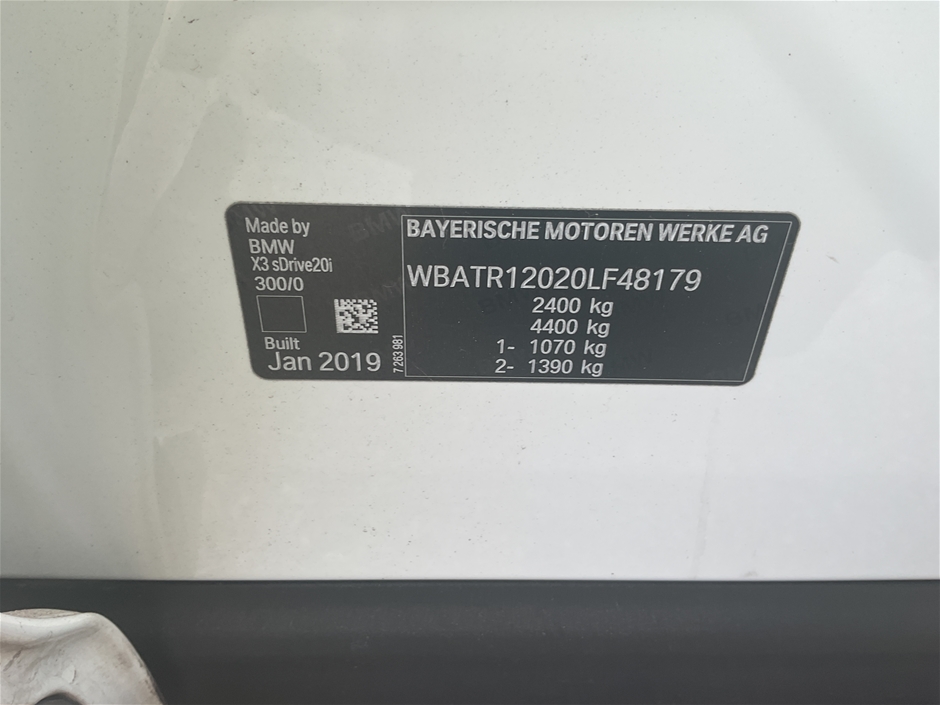 Made by
BMW
X3 sDrive20i
300/0
Built
Jan 2019
7 263 981
BAYERISCHE MOTOREN WERKE AG
WBATR12020LF48179
2400 kg
4400 kg
1- 1070 kg
2- 1390 kg